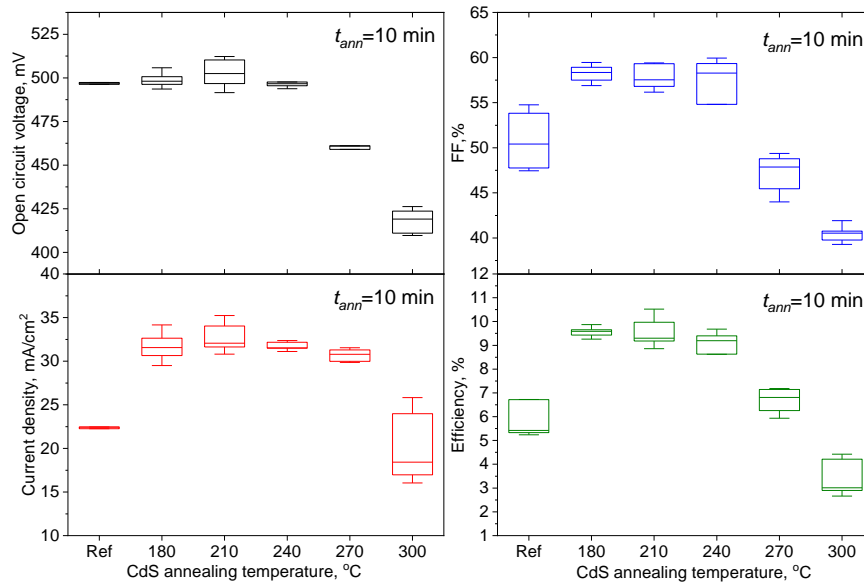 t_ann=10 min
Open circuit voltage, mV
525
500
475
450
425
400
t_ann=10 min
FF, %
65
60
55
50
45
40
t_ann=10 min
Current density, mA/cm²
40
35
30
25
20
15
10
Ref 180 210 240 270 300
CdS annealing temperature, °C
t_ann=10 min
Efficiency, %
12
11
10
9
8
7
6
5
4
3
2
1
Ref 180 210 240 270 300
CdS annealing temperature, °C